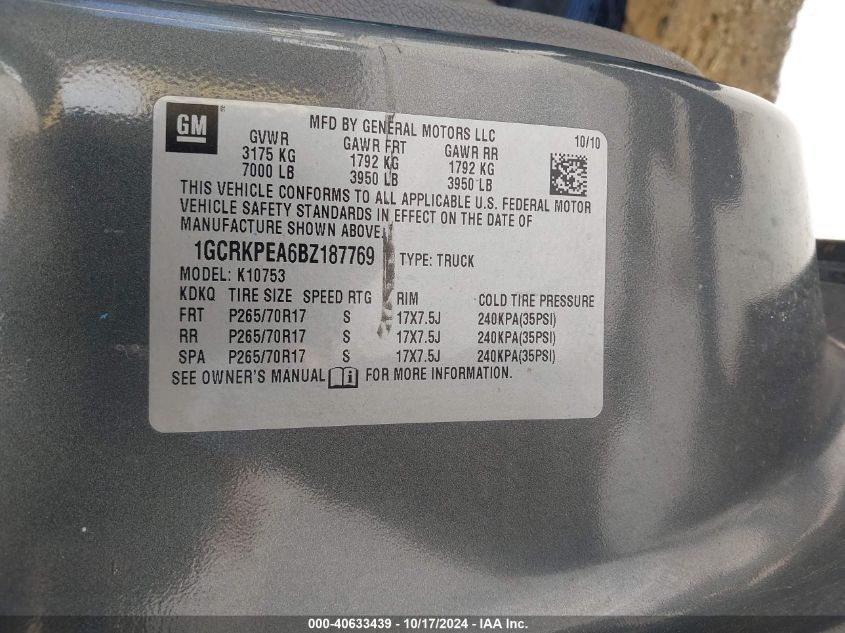 GM MFD BY GENERAL MOTORS LLC 10/10
GVWR GAWR FRT GAWR RR
3175 KG 1792 KG 1792 KG
7000 LB 3950 LB 3950 LB
THIS VEHICLE CONFORMS TO ALL APPLICABLE U.S. FEDERAL MOTOR
VEHICLE SAFETY STANDARDS IN EFFECT ON THE DATE OF
MANUFACTURE SHOWN ABOVE.
1GCRKPEA6BZ187769 TYPE: TRUCK
MODEL: K10753
KDKQ TIRE SIZE SPEED RTG RIM COLD TIRE PRESSURE
FRT P265/70R17 S 17X7.5J 240KPA(35PSI)
RR P265/70R17 S 17X7.5J 240KPA(35PSI)
SPA P265/70R17 S 17X7.5J 240KPA(35PSI)
SEE OWNER'S MANUAL FOR MORE INFORMATION.
000-40633439 - 10/17/2024 - IAA Inc.